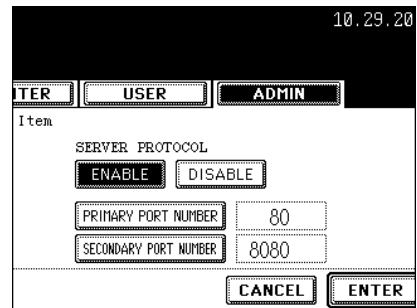 10.29.20
ITER USER ADMIN
Item
SERVER PROTOCOL
ENABLE DISABLE
PRIMARY PORT NUMBER 80
SECONDARY PORT NUMBER 8080
CANCEL ENTER